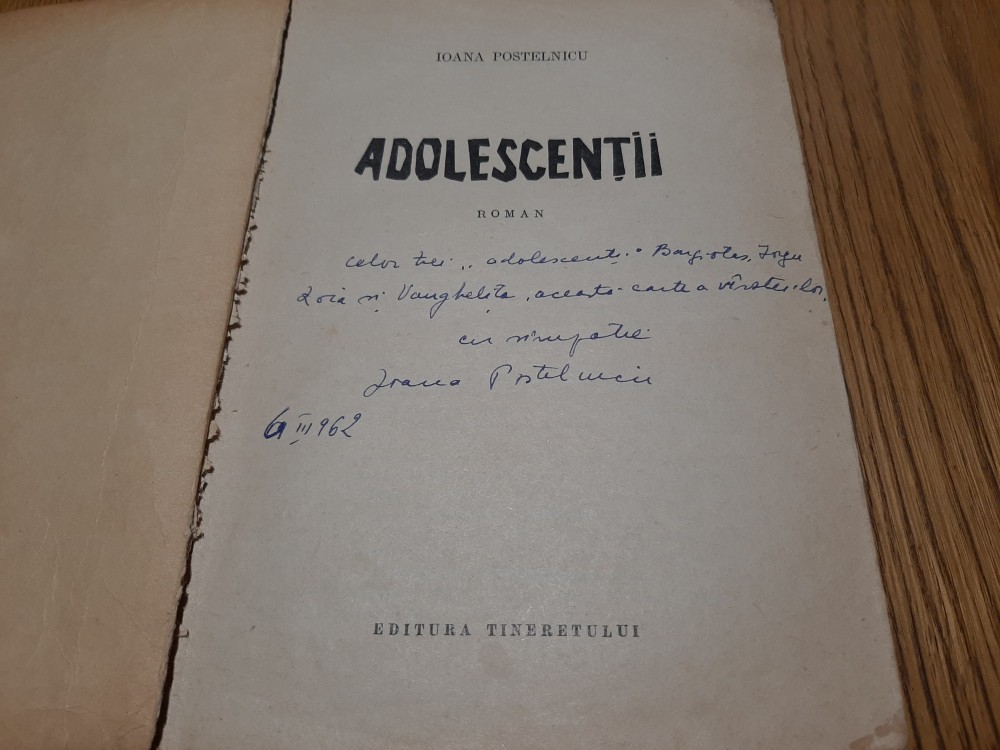 IOANA POSTELNICU
ADOLESCENȚII
ROMAN
celor trei „adolescenți"
Zoia și Vanghelița, această carte a vîrstei lor,
cu simpatie
Ioana Postelnicu
6 III 962
EDITURA TINERETULUI